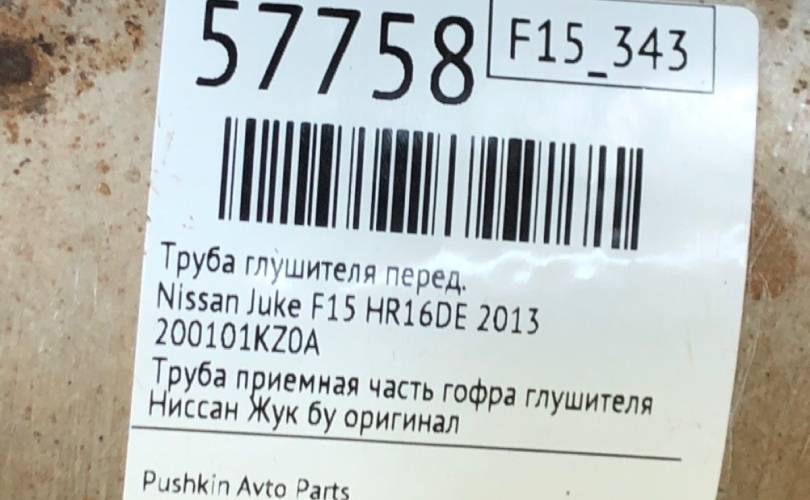 57758
F15_343
Труба глушителя перед.
Nissan Juke F15 HR16DE 2013
200101KZ0A
Труба приемная часть гофра глушителя
Ниссан Жук бу оригинал
Pushkin Avto Parts